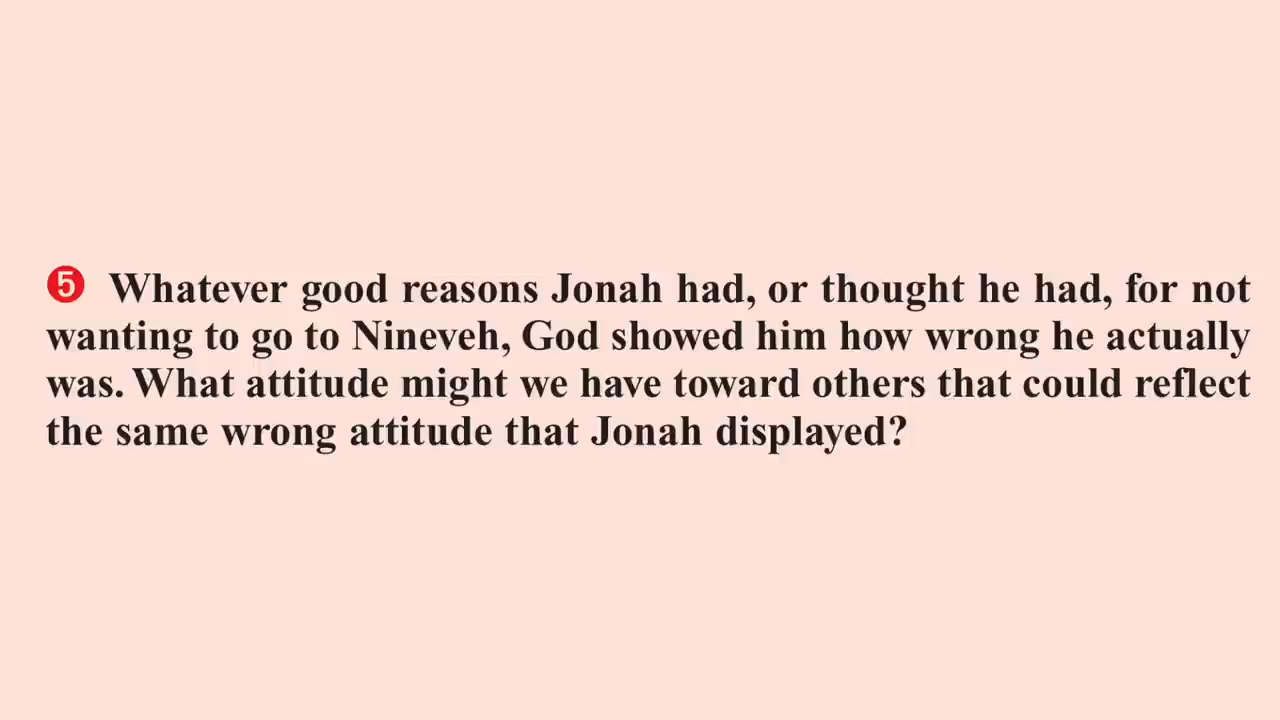 ❺ Whatever good reasons Jonah had, or thought he had, for not
wanting to go to Nineveh, God showed him how wrong he actually
was. What attitude might we have toward others that could reflect
the same wrong attitude that Jonah displayed?